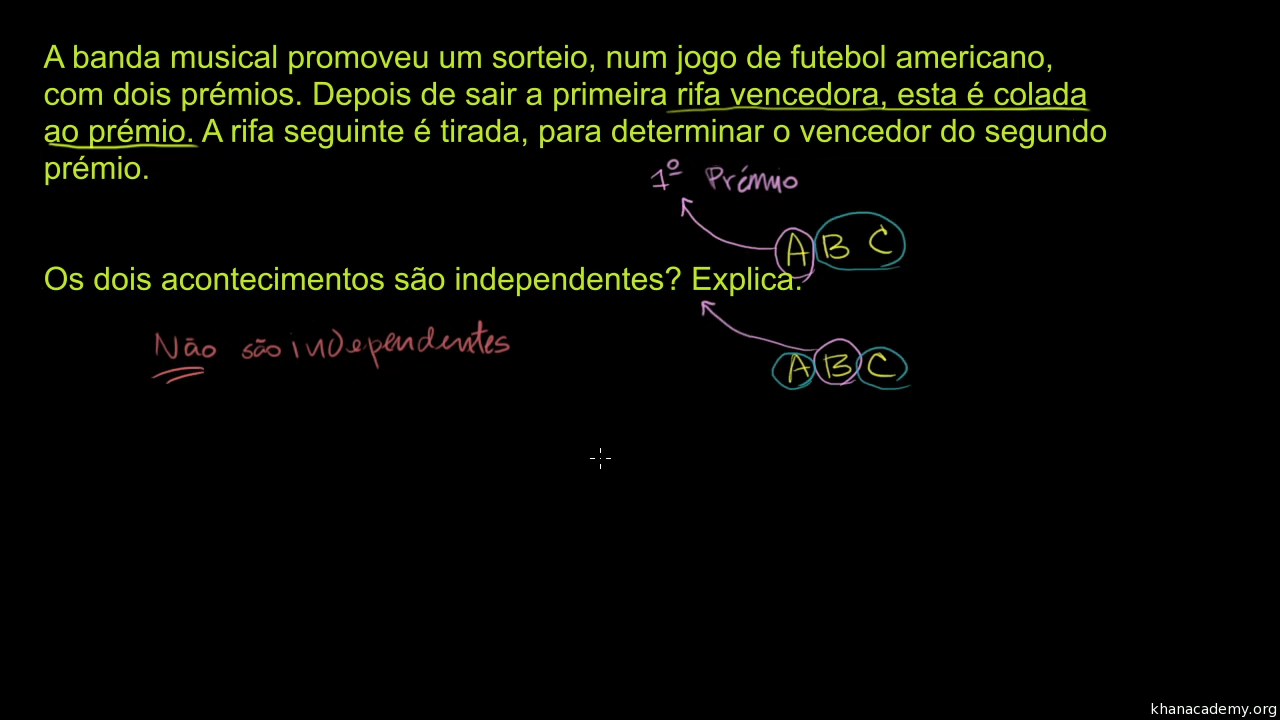 A banda musical promoveu um sorteio, num jogo de futebol americano,
com dois prémios. Depois de sair a primeira rifa vencedora, esta é colada
ao prémio. A rifa seguinte é tirada, para determinar o vencedor do segundo
prémio.
1º Prémio
A B C
Os dois acontecimentos são independentes? Explica.
Não são independentes
A B C
khanacademy.org